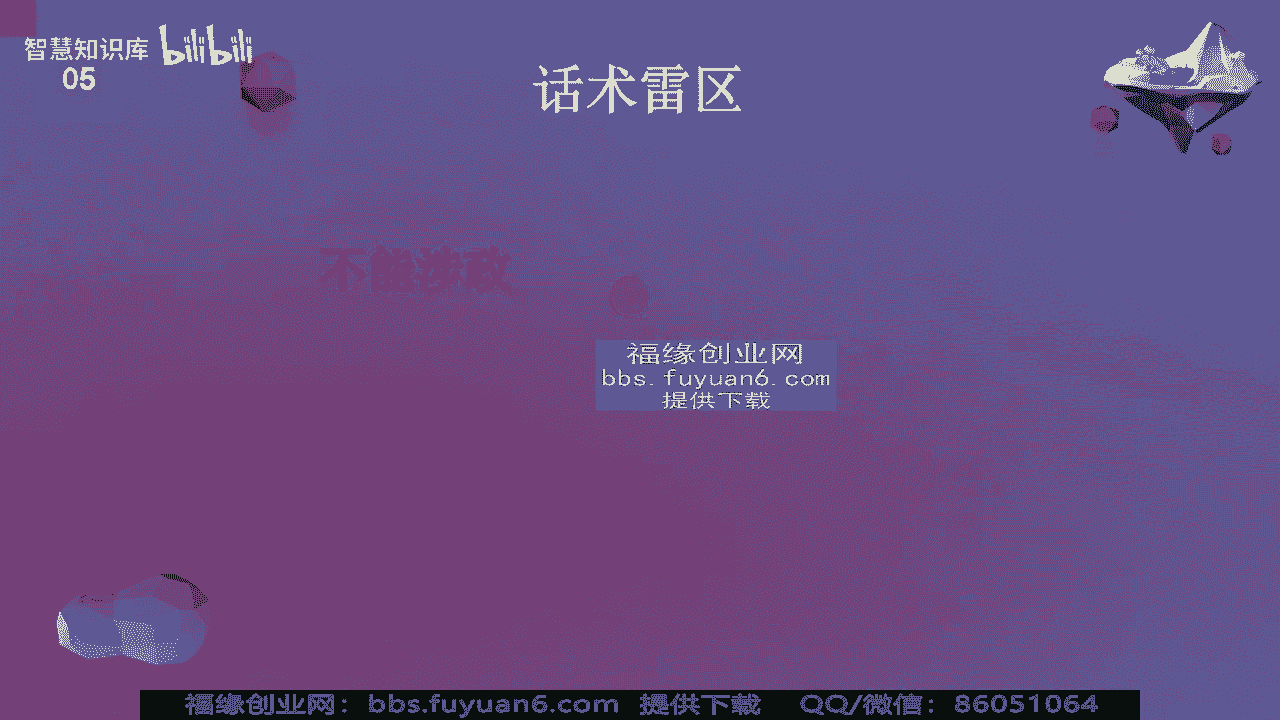 智慧知识库 bilibili
05
话术雷区
不能涉政
福缘创业网
bbs.fuyuan6.com
提供下载
福缘创业网：bbs.fuyuan6.com 提供下载 QQ/微信：86051064